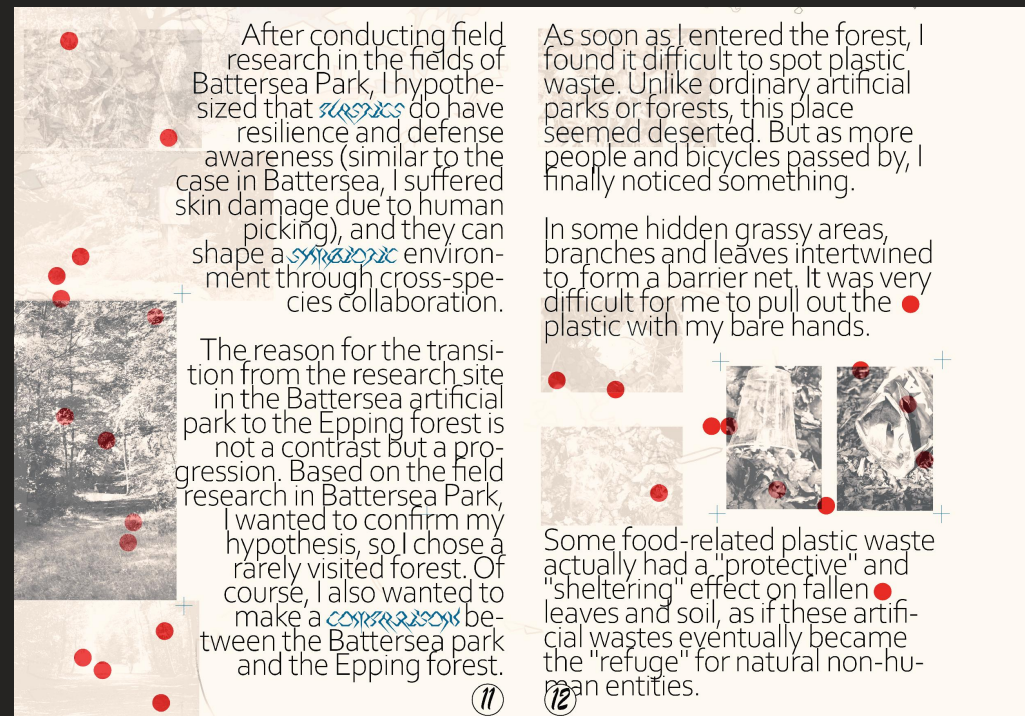 After conducting field
research in the fields of
Battersea Park, I hypothe-
sized that do have
resilience and defense
awareness (similar to the
case in Battersea, I suffered
skin damage due to human
picking), and they can
shape a symbiotic environ-
ment through cross-spe-
cies collaboration.
The reason for the transi-
tion from the research site
in the Battersea artificial
park to the Epping forest is
not a contrast but a pro-
gression. Based on the field
research in Battersea Park,
I wanted to confirm my
hypothesis, so I chose a
rarely visited forest. Of
course, I also wanted to
make a comparison be-
tween the Battersea park
and the Epping forest.
11
As soon as I entered the forest, I
found it difficult to spot plastic
waste. Unlike ordinary artificial
parks or forests, this place
seemed deserted. But as more
people and bicycles passed by, I
finally noticed something.
In some hidden grassy areas,
branches and leaves intertwined
to form a barrier net. It was very
difficult for me to pull out the
plastic with my bare hands.
Some food-related plastic waste
actually had a "protective" and
"sheltering" effect on fallen
leaves and soil, as if these artifi-
cial wastes eventually became
the "refuge" for natural non-hu-
man entities.
12